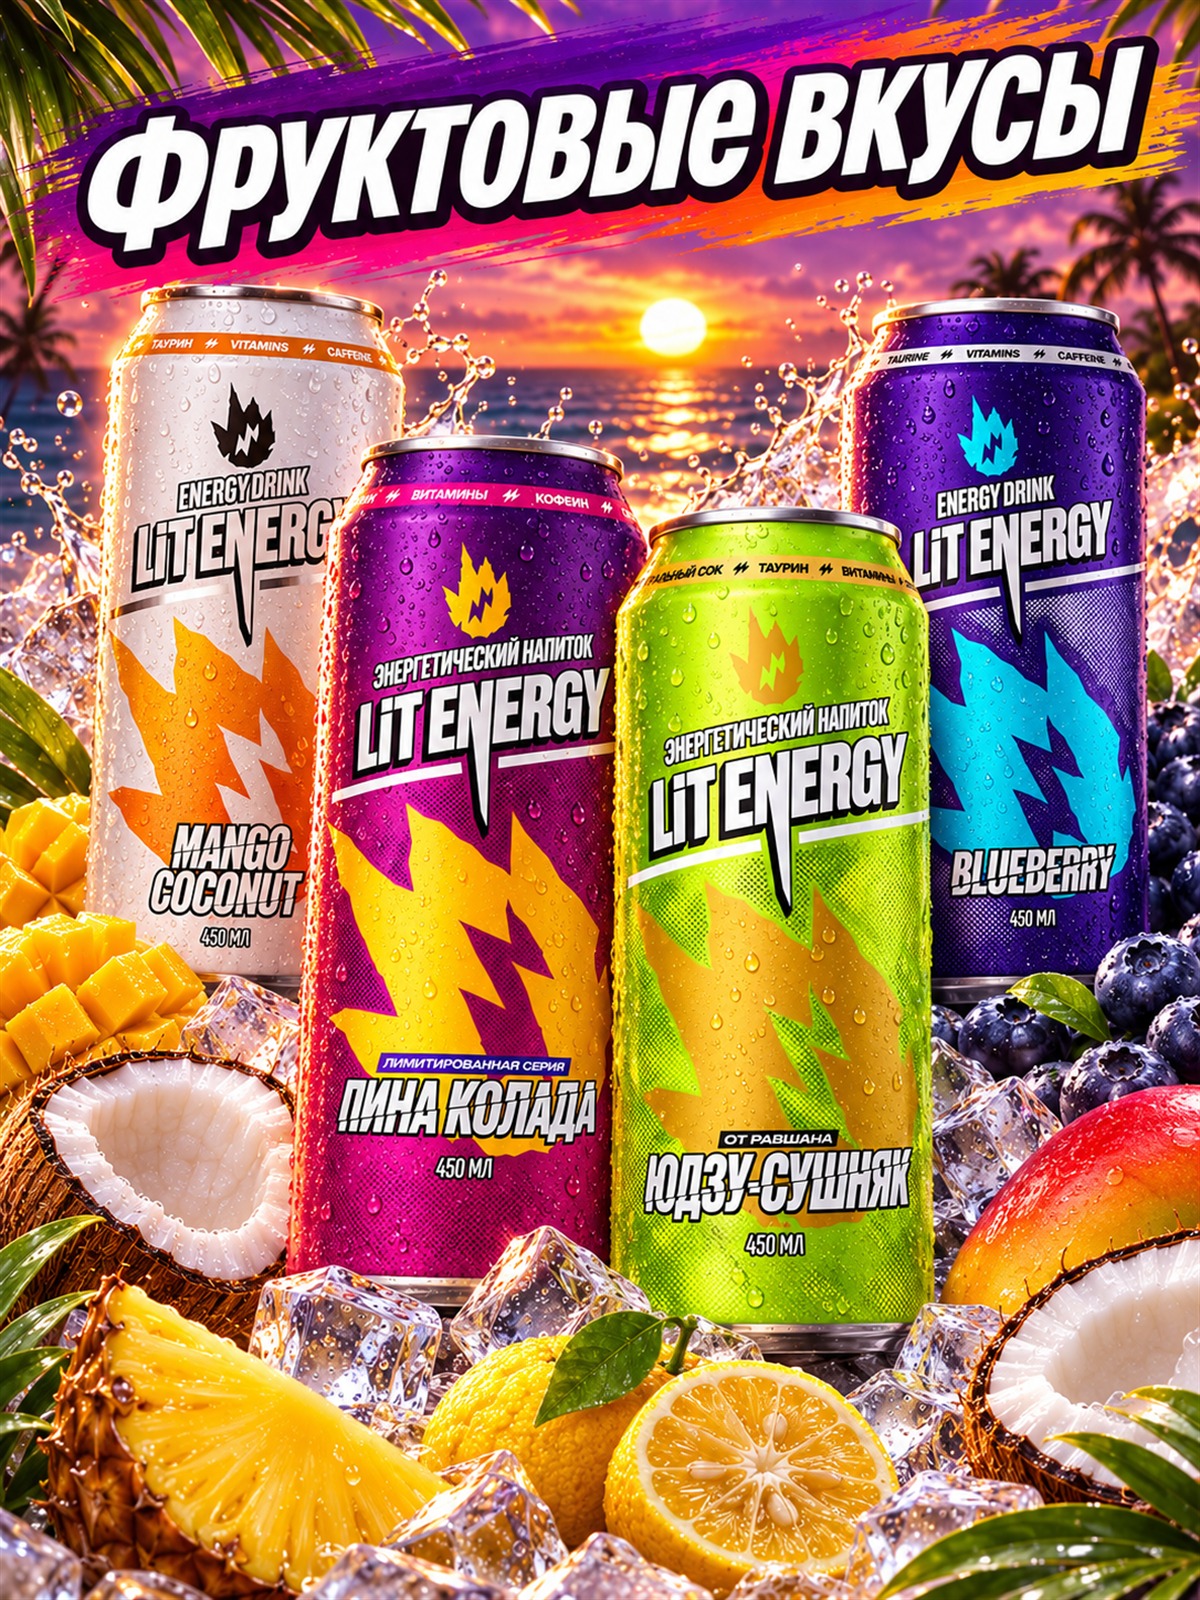 ФРУКТОВЫЕ ВКУСЫ
ТАУРИН VITAMINS CAFFEINE
ENERGY DRINK
LiT ENERGY
MANGO
COCONUT
450 МЛ
ВИТАМИНЫ КОФЕИН
ЭНЕРГЕТИЧЕСКИЙ НАПИТОК
LiT ENERGY
ЛИМИТИРОВАННАЯ СЕРИЯ
ПИНА КОЛАДА
450 МЛ
СОК ТАУРИН ВИТАМИНЫ
ЭНЕРГЕТИЧЕСКИЙ НАПИТОК
LiT ENERGY
ОТ РАВШАНА
ЮДЗУ-СУШНЯК
450 МЛ
TAURINE VITAMINS CAFFEINE
ENERGY DRINK
LiT ENERGY
BLUEBERRY
450 МЛ